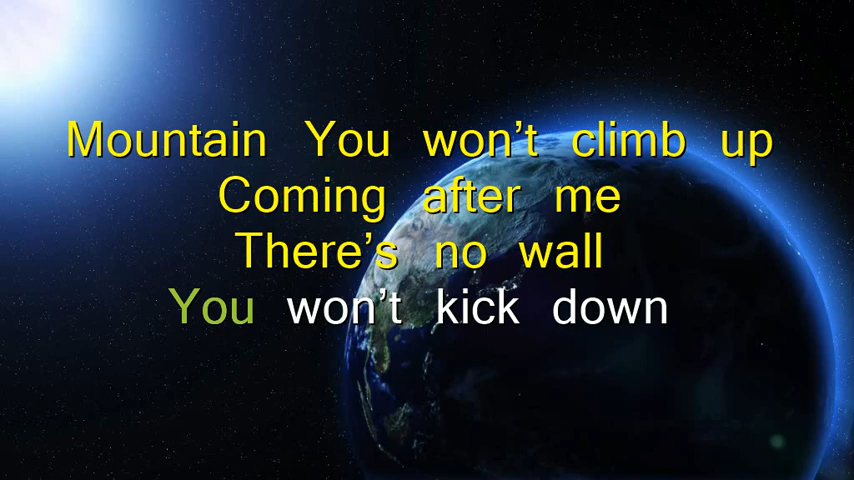 Mountain You won’t climb up
Coming after me
There’s no wall
You won’t kick down